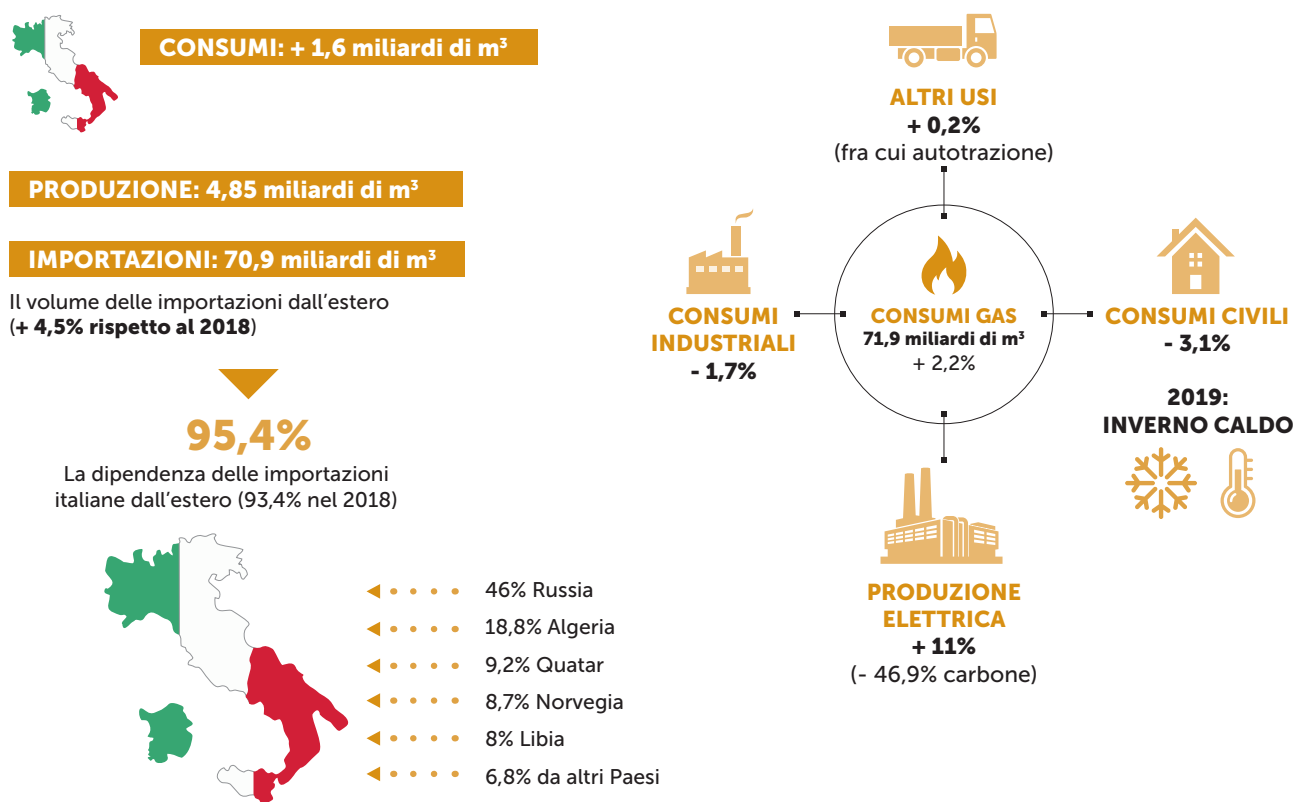 CONSUMI: + 1,6 miliardi di m³
PRODUZIONE: 4,85 miliardi di m³
IMPORTAZIONI: 70,9 miliardi di m³
Il volume delle importazioni dall'estero
(+ 4,5% rispetto al 2018)
95,4%
La dipendenza delle importazioni
italiane dall'estero (93,4% nel 2018)
46% Russia
18,8% Algeria
9,2% Quatar
8,7% Norvegia
8% Libia
6,8% da altri Paesi
ALTRI USI
+ 0,2%
(fra cui autotrazione)
CONSUMI
INDUSTRIALI
- 1,7%
CONSUMI GAS
71,9 miliardi di m³
+ 2,2%
CONSUMI CIVILI
- 3,1%
2019:
INVERNO CALDO
PRODUZIONE
ELETTRICA
+ 11%
(- 46,9% carbone)